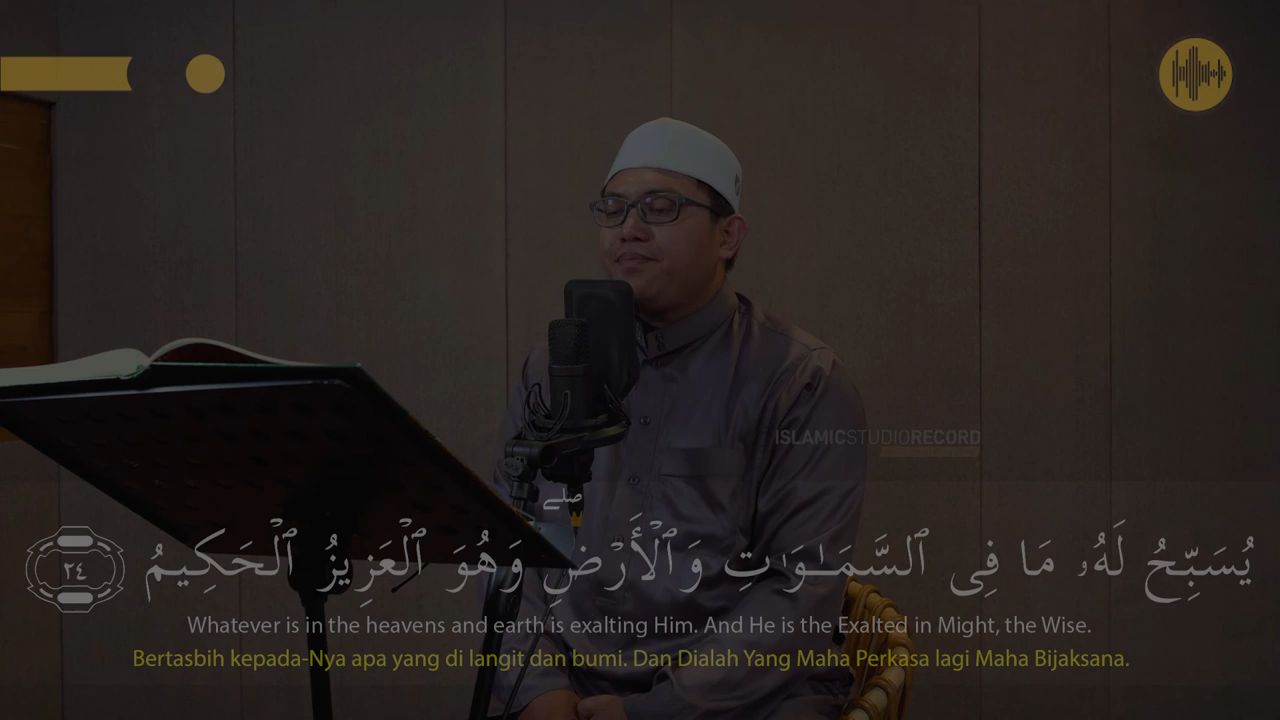 ISLAMICSTUDIORECORD
صلے
يُسَبِّحُ لَهُۥ مَا فِى ٱلسَّمَـٰوَٰتِ وَٱلْأَرْضِ وَهُوَ ٱلْعَزِيزُ ٱلْحَكِيمُ ٢٤
Whatever is in the heavens and earth is exalting Him. And He is the Exalted in Might, the Wise.
Bertasbih kepada-Nya apa yang di langit dan bumi. Dan Dialah Yang Maha Perkasa lagi Maha Bijaksana.